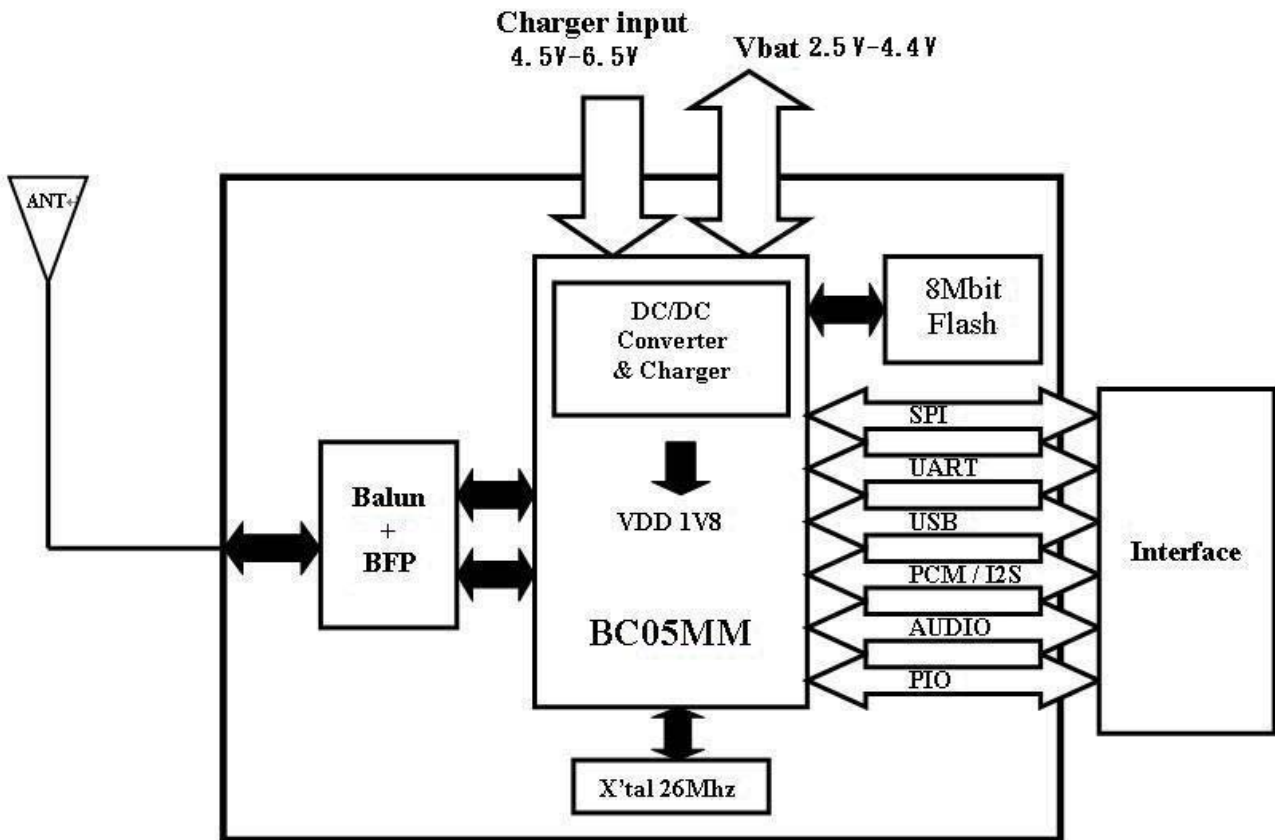 Charger input
4.5V-6.5V
Vbat 2.5V-4.4V
ANT↵
DC/DC
Converter
& Charger
8Mbit
Flash
SPI
UART
USB
PCM / I2S
AUDIO
PIO
Interface
Balun
+
BFP
VDD 1V8
BC05MM
X'tal 26Mhz